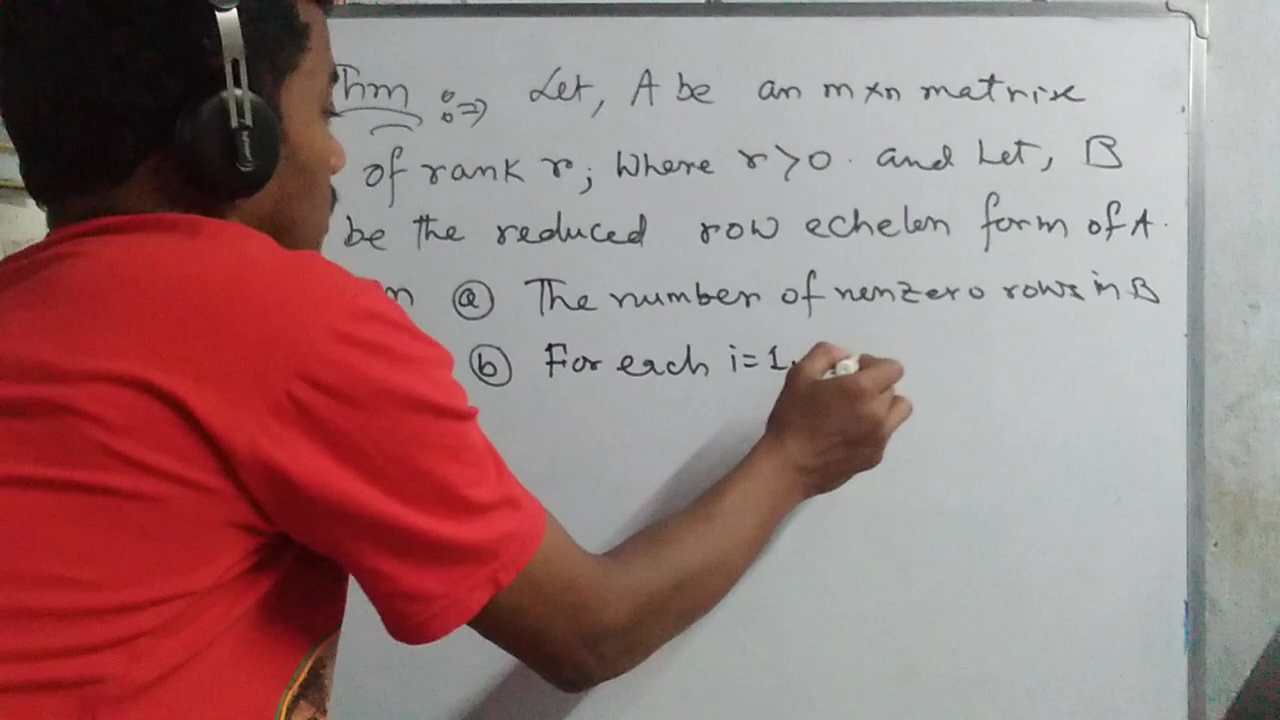 Thm :⇒ Let, A be an m×n matrix
of rank r; where r>0. and Let, B
be the reduced row echelon form of A.
(a) The number of nonzero rows in B
(b) For each i=1,